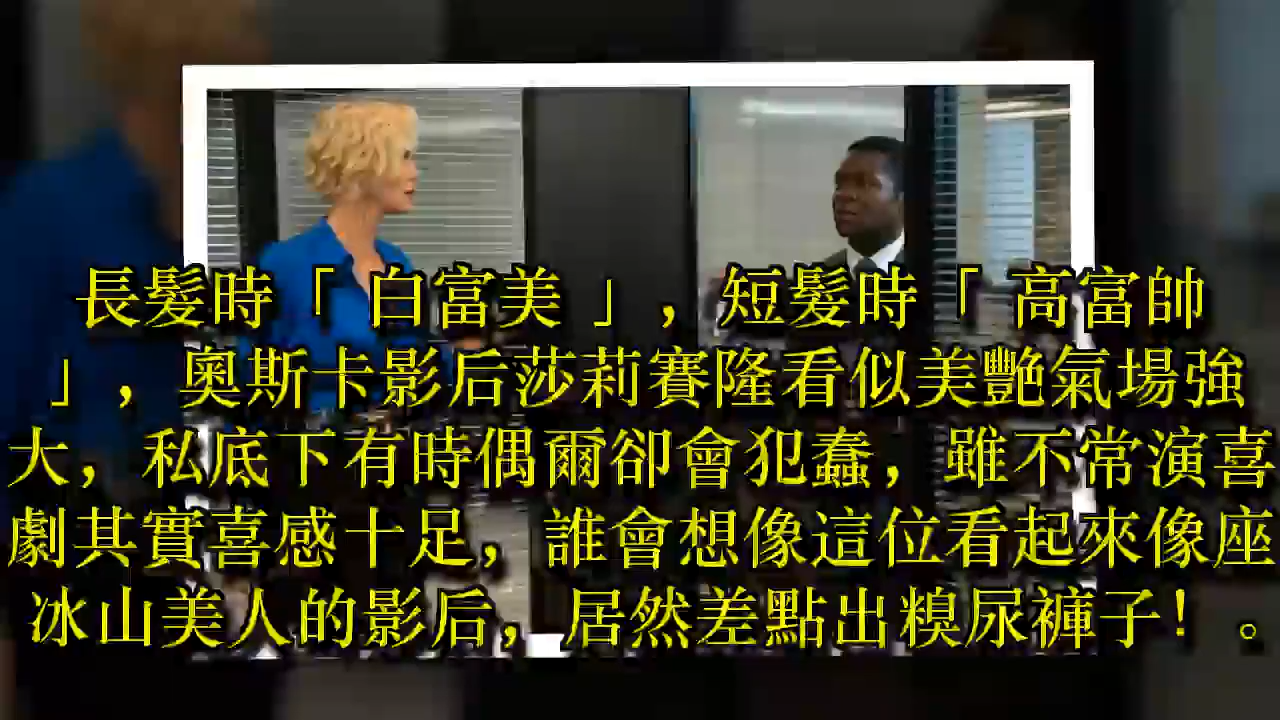 長髮時「 白富美 」，短髮時「 高富帥
」，奧斯卡影后莎莉賽隆看似美艷氣場強
大，私底下有時偶爾卻會犯蠢，雖不常演喜
劇其實喜感十足，誰會想像這位看起來像座
冰山美人的影后，居然差點出糗尿褲子！。